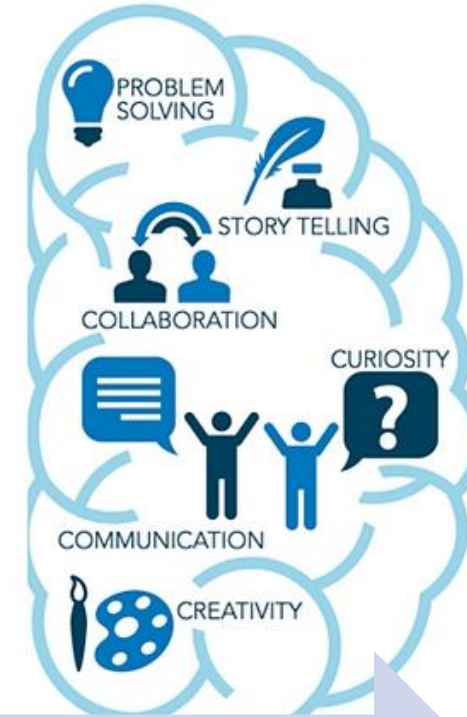 PROBLEM
SOLVING
STORY TELLING
COLLABORATION
CURIOSITY
?
COMMUNICATION
CREATIVITY